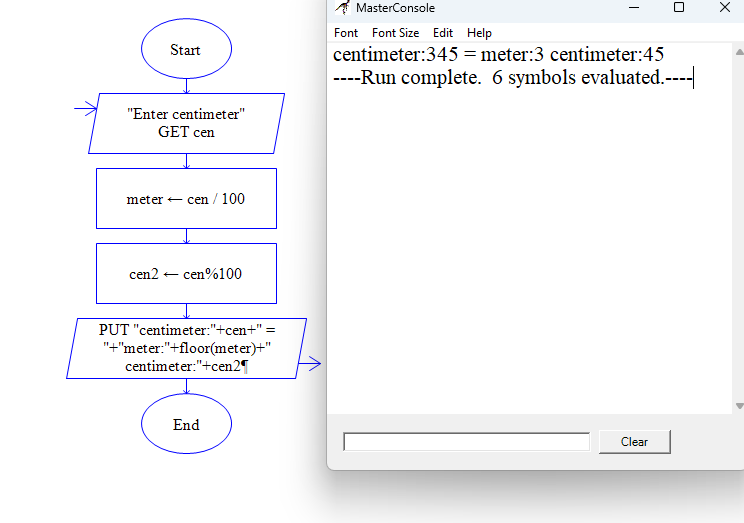 Start
"Enter centimeter"
GET cen
meter ← cen / 100
cen2 ← cen%100
PUT "centimeter:"+cen+" =
"+"meter:"+floor(meter)+"
centimeter:"+cen2¶
End
MasterConsole
Font Font Size Edit Help
centimeter:345 = meter:3 centimeter:45
----Run complete.  6 symbols evaluated.----
Clear